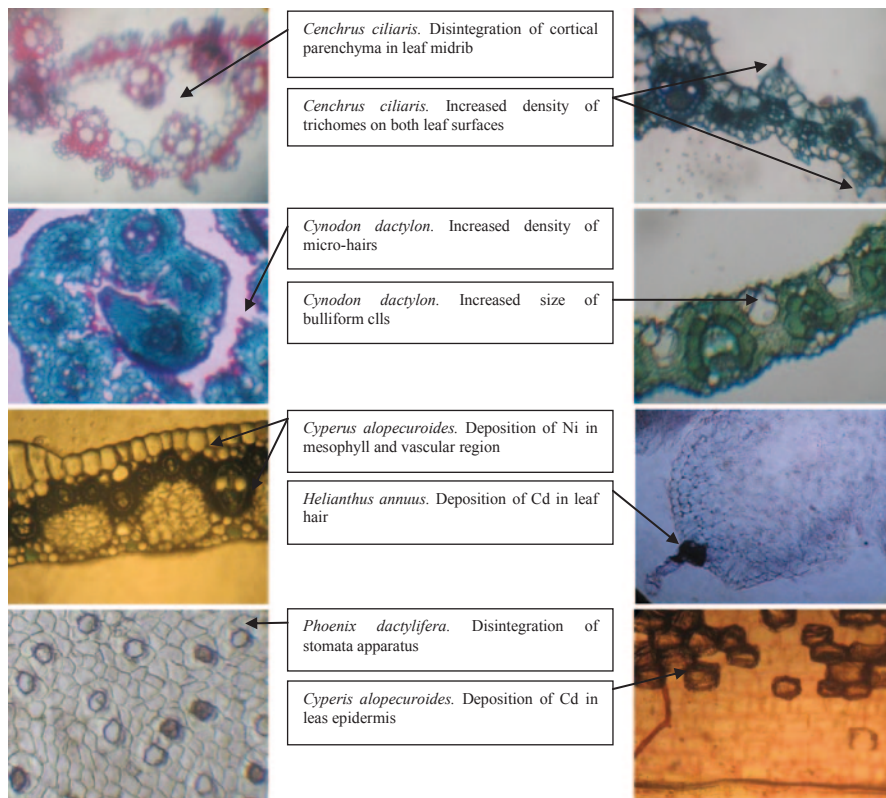 Cenchrus ciliaris. Disintegration of cortical
parenchyma in leaf midrib
Cenchrus ciliaris. Increased density of
trichomes on both leaf surfaces
Cynodon dactylon. Increased density of
micro-hairs
Cynodon dactylon. Increased size of
bulliform clls
Cyperus alopecuroides. Deposition of Ni in
mesophyll and vascular region
Helianthus annuus. Deposition of Cd in leaf
hair
Phoenix dactylifera. Disintegration of
stomata apparatus
Cyperis alopecuroides. Deposition of Cd in
leas epidermis